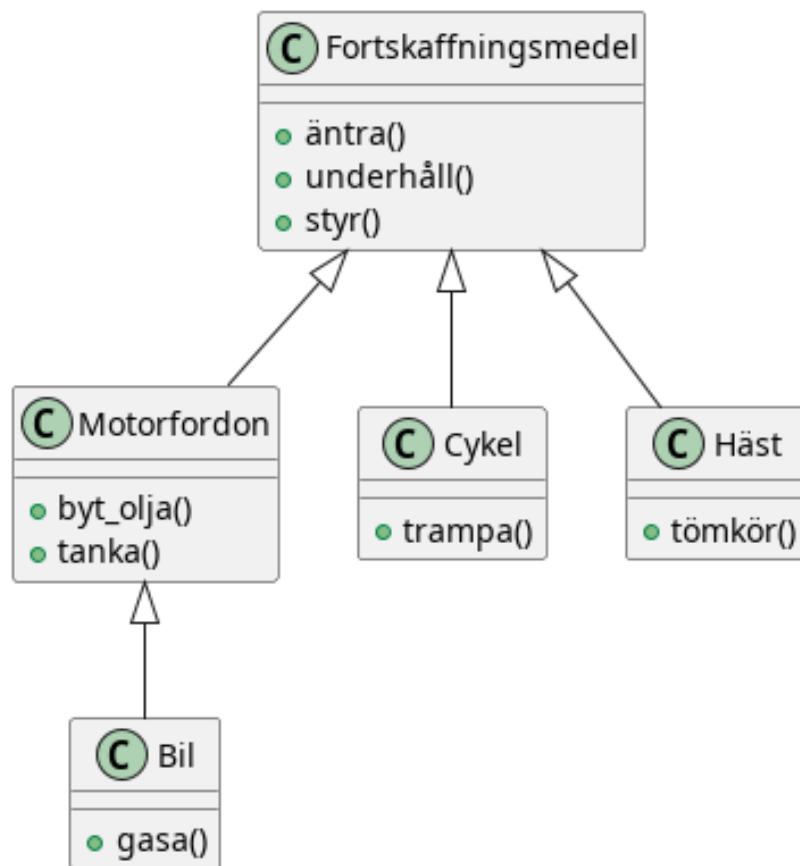 C Fortskaffningsmedel
äntra()
underhåll()
styr()
C Motorfordon
byt_olja()
tanka()
C Cykel
trampa()
C Häst
tömkör()
C Bil
gasa()